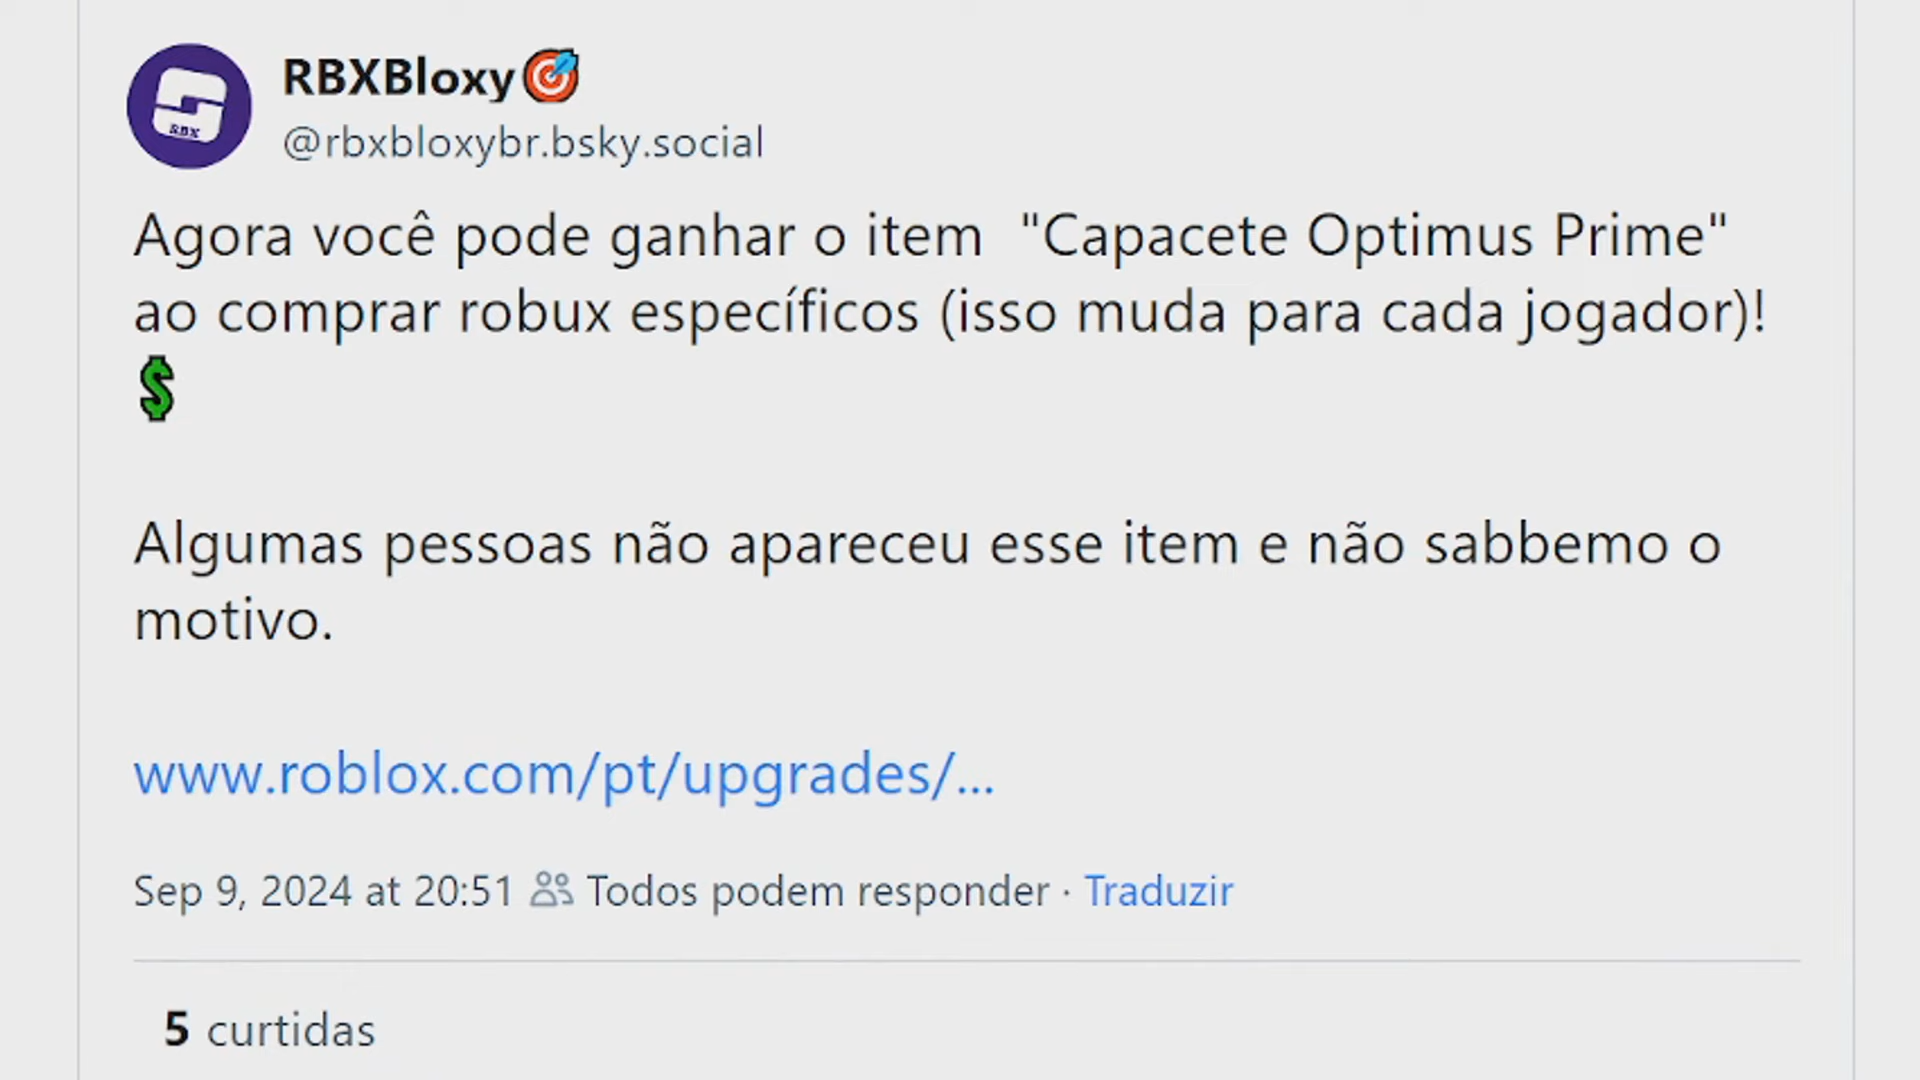 RBXBloxy🎯
@rbxbloxybr.bsky.social
RBX
Agora você pode ganhar o item  "Capacete Optimus Prime"
ao comprar robux específicos (isso muda para cada jogador)!
💲
Algumas pessoas não apareceu esse item e não sabbemo o
motivo.
www.roblox.com/pt/upgrades/...
Sep 9, 2024 at 20:51 Todos podem responder · Traduzir
5 curtidas